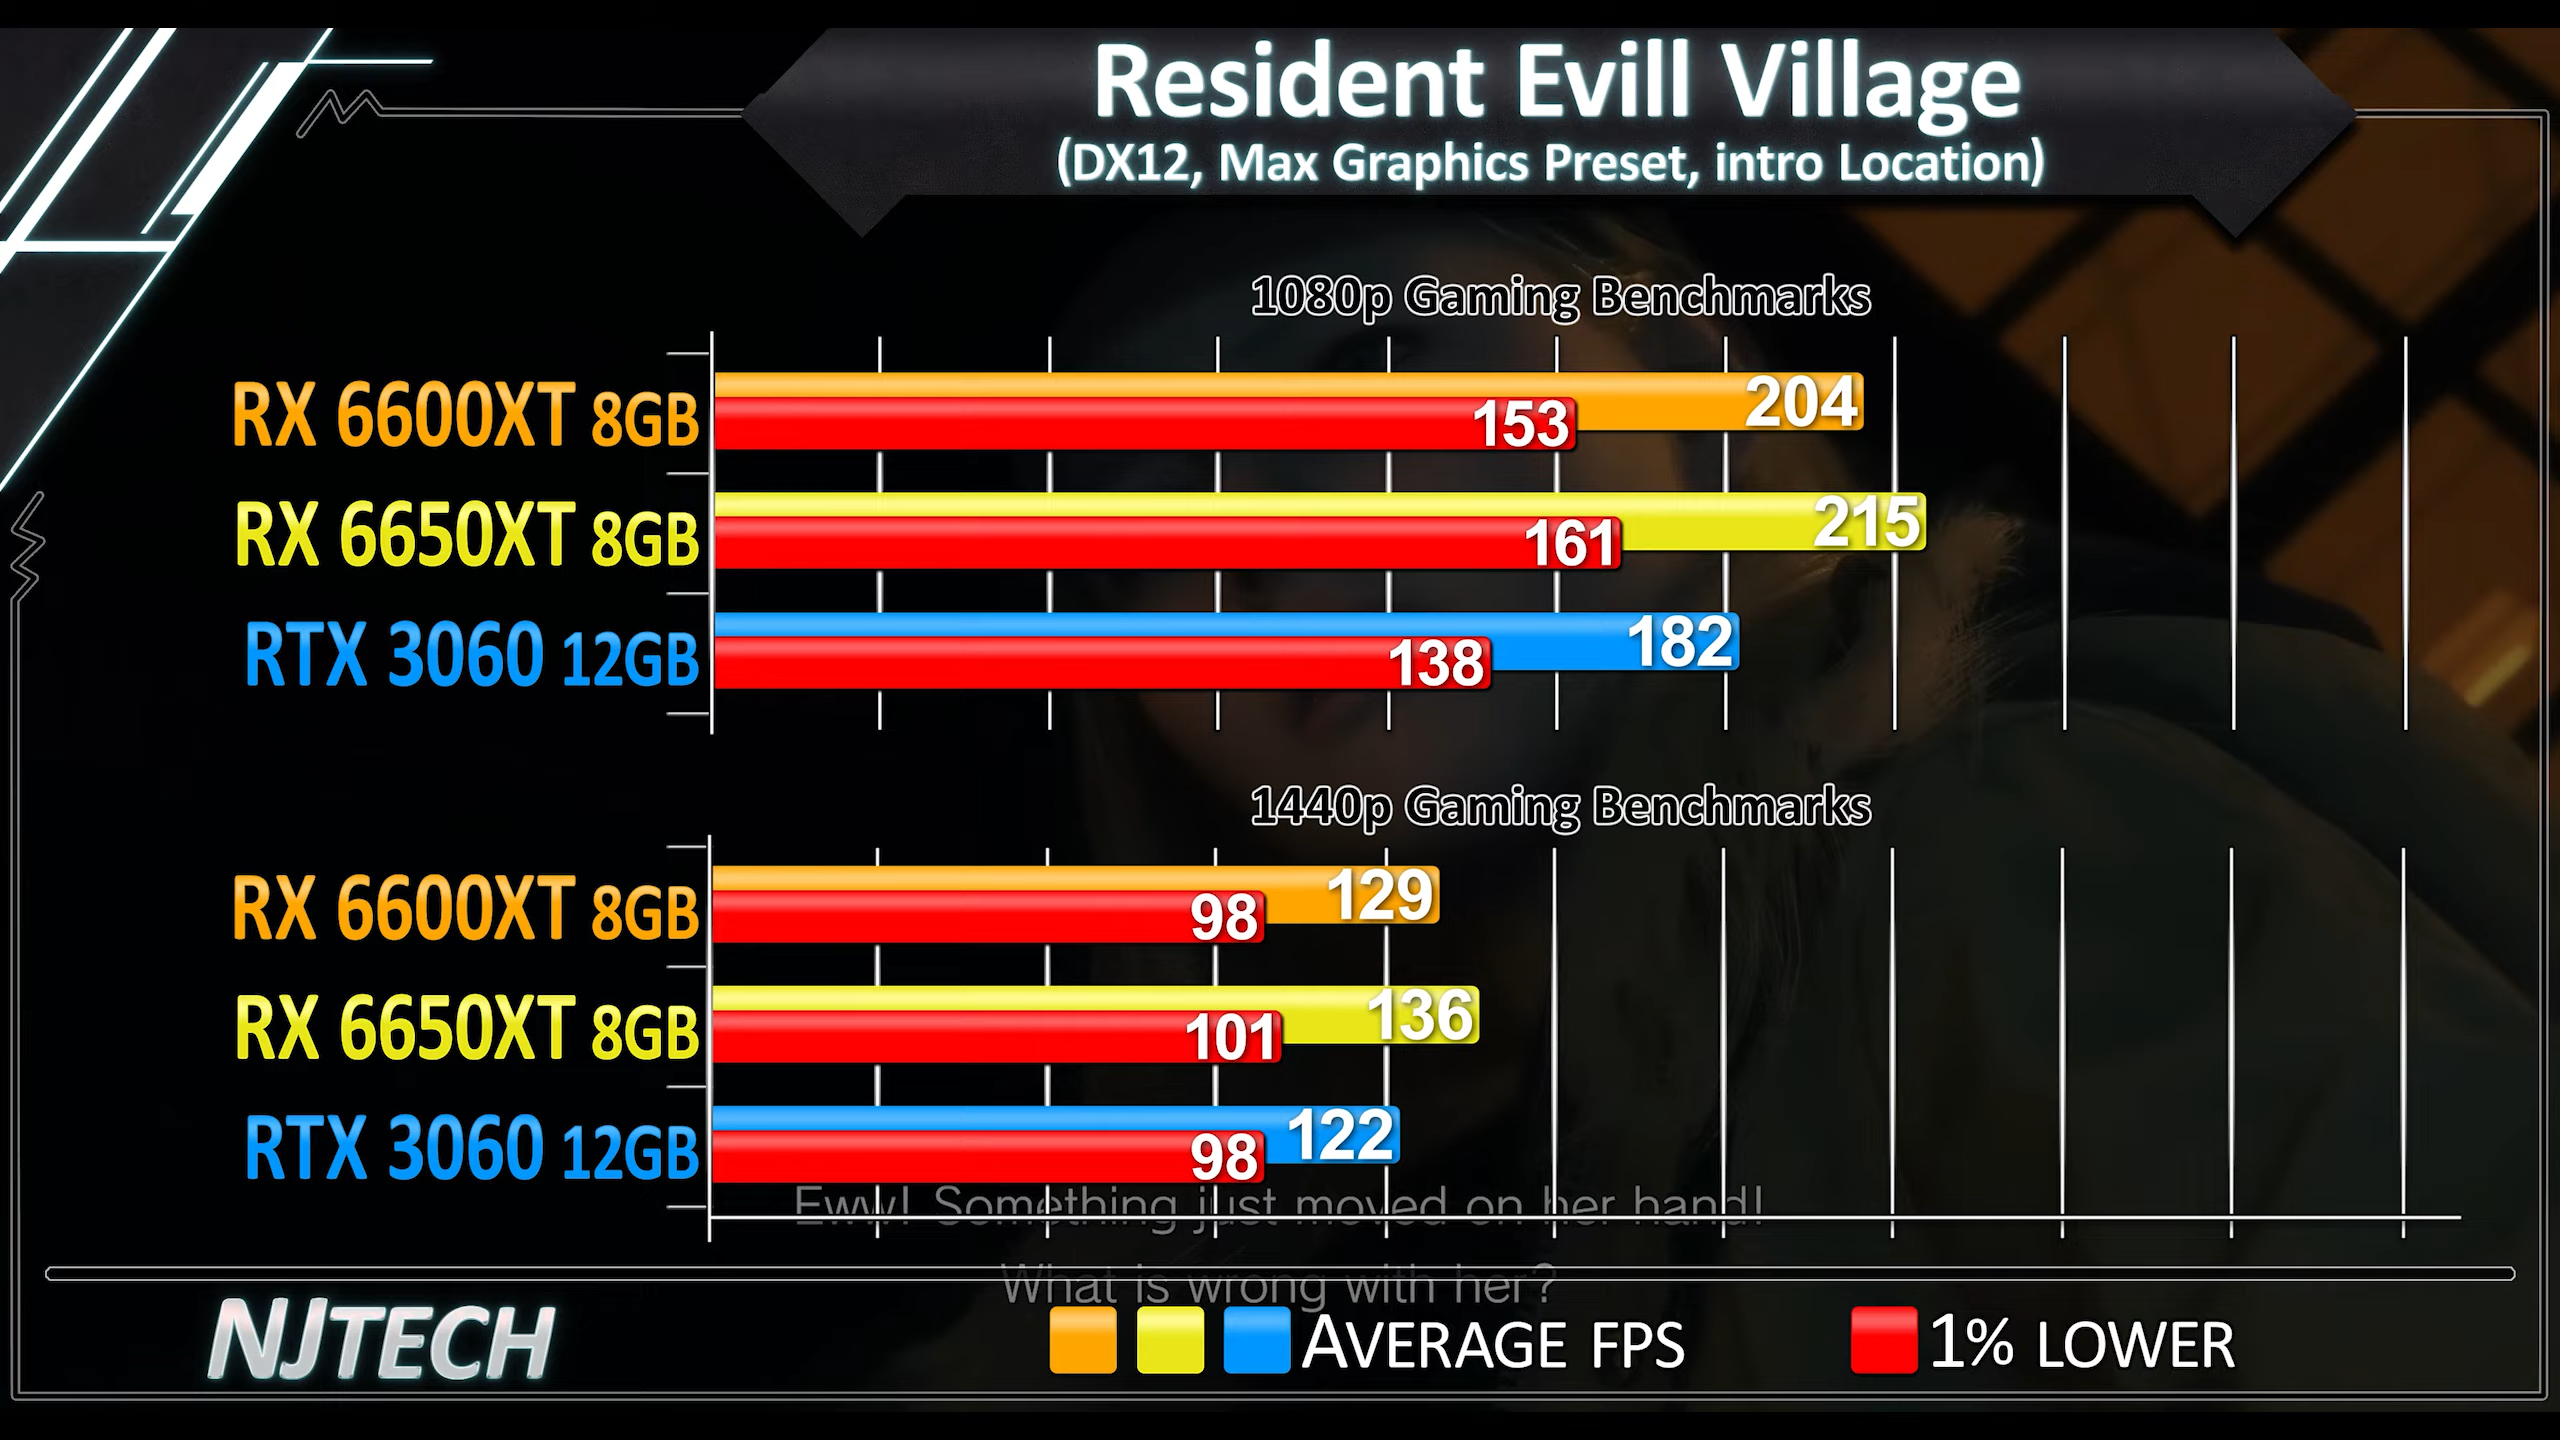 Resident Evill Village
(DX12, Max Graphics Preset, intro Location)
1080p Gaming Benchmarks
RX 6600XT 8GB
204
153
RX 6650XT 8GB
215
161
RTX 3060 12GB
182
138
1440p Gaming Benchmarks
RX 6600XT 8GB
129
98
RX 6650XT 8GB
136
101
RTX 3060 12GB
122
98
Eww! Something just moved on her hand!
What is wrong with her?
NJTECH
AVERAGE FPS
1% LOWER